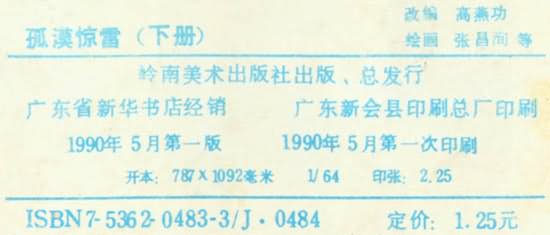 改编 高燕功
孤漠惊雷（下册）
绘画 张昌洵 等
岭南美术出版社出版、总发行
广东省新华书店经销 广东新会县印刷总厂印刷
1990年5月第一版 1990年5月第一次印刷
开本：787×1092毫米 1/64 印张：2.25
ISBN7-5362-0483-3/J·0484 定价：1.25元